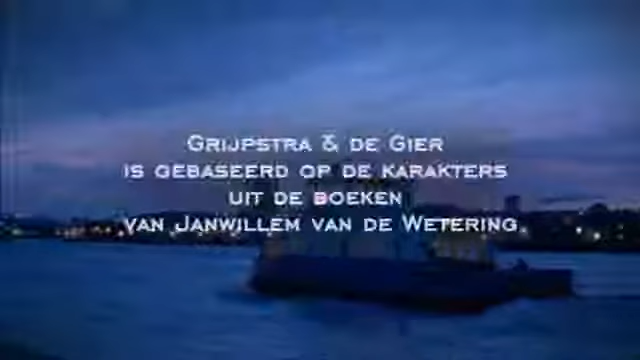 Grijpstra & de Gier
is gebaseerd op de karakters
uit de boeken
van Janwillem van de Wetering